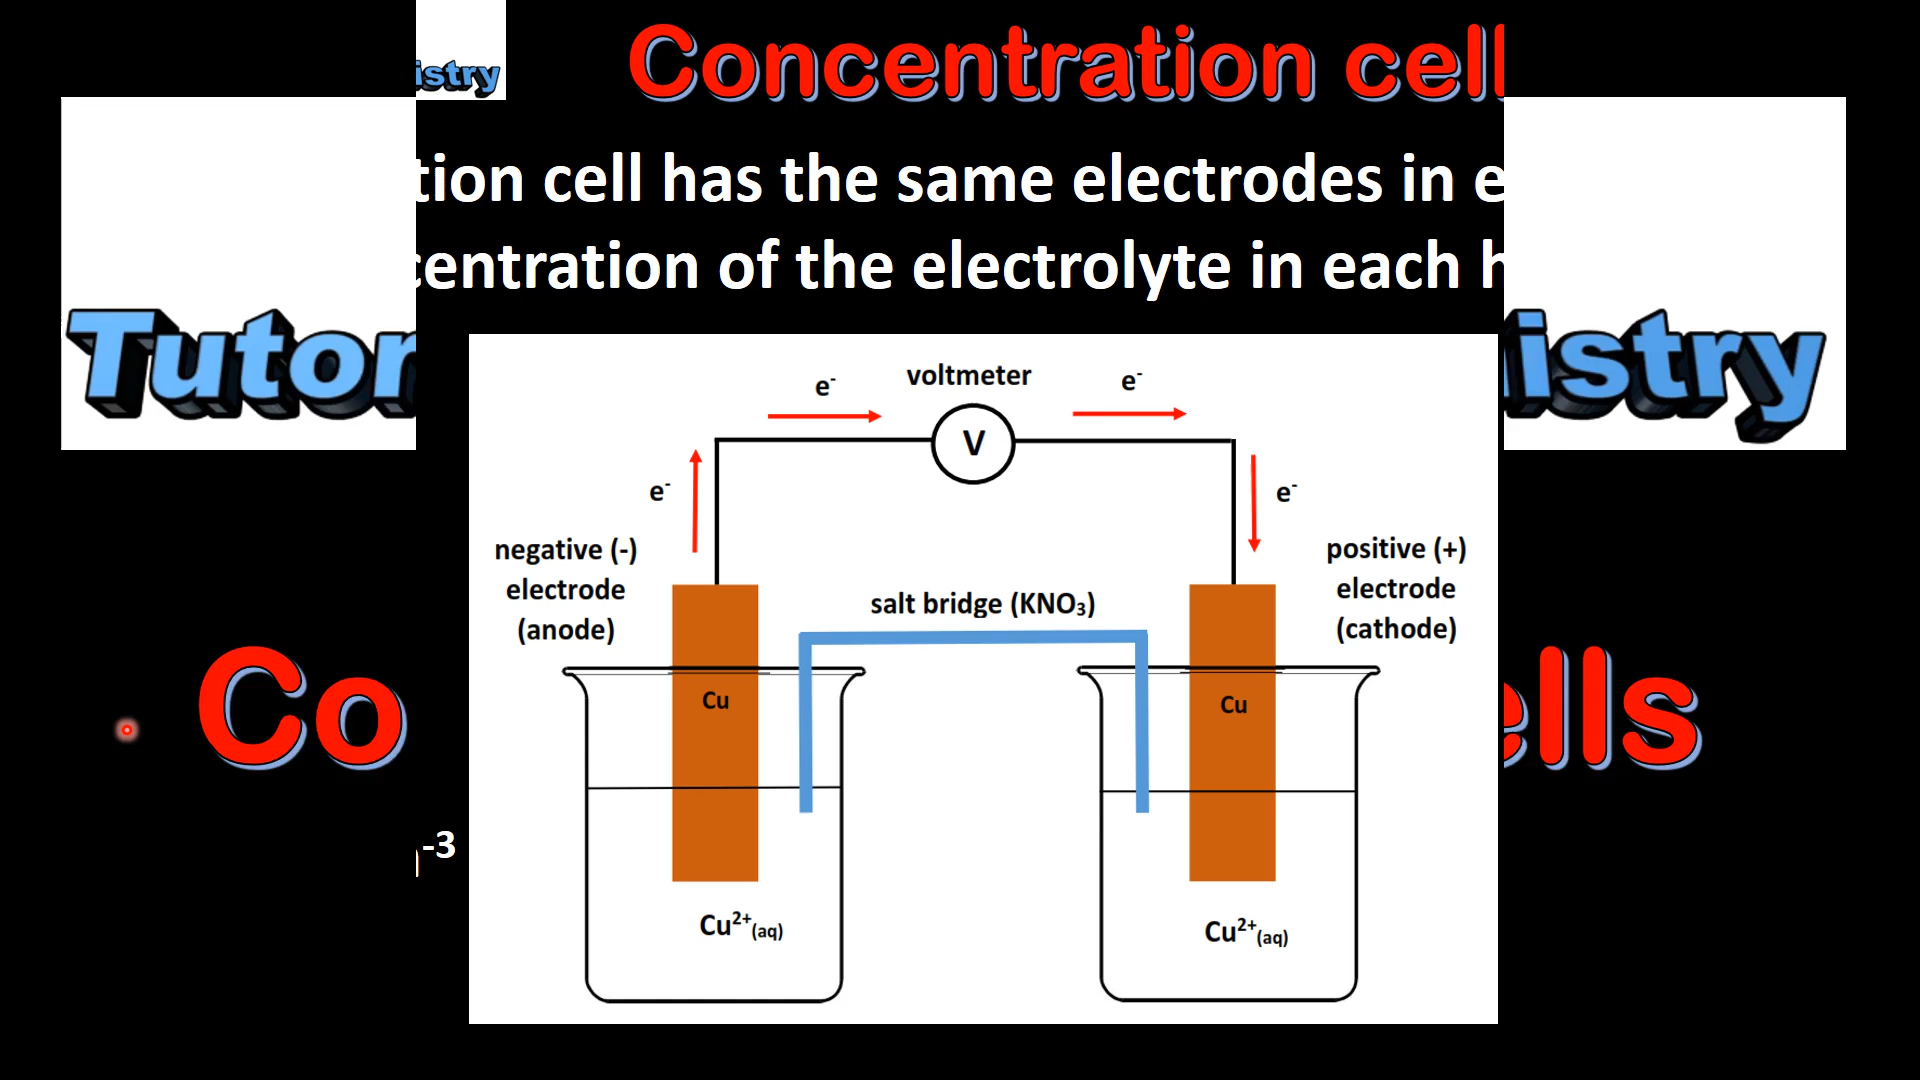 istry
Concentration cell
tion cell has the same electrodes in e
centration of the electrolyte in each h
Tutor
istry
voltmeter
e⁻
e⁻
V
e⁻
e⁻
negative (-)
electrode
(anode)
positive (+)
electrode
(cathode)
salt bridge (KNO₃)
Cu
Cu
Co
ells
-3
Cu²⁺(aq)
Cu²⁺(aq)